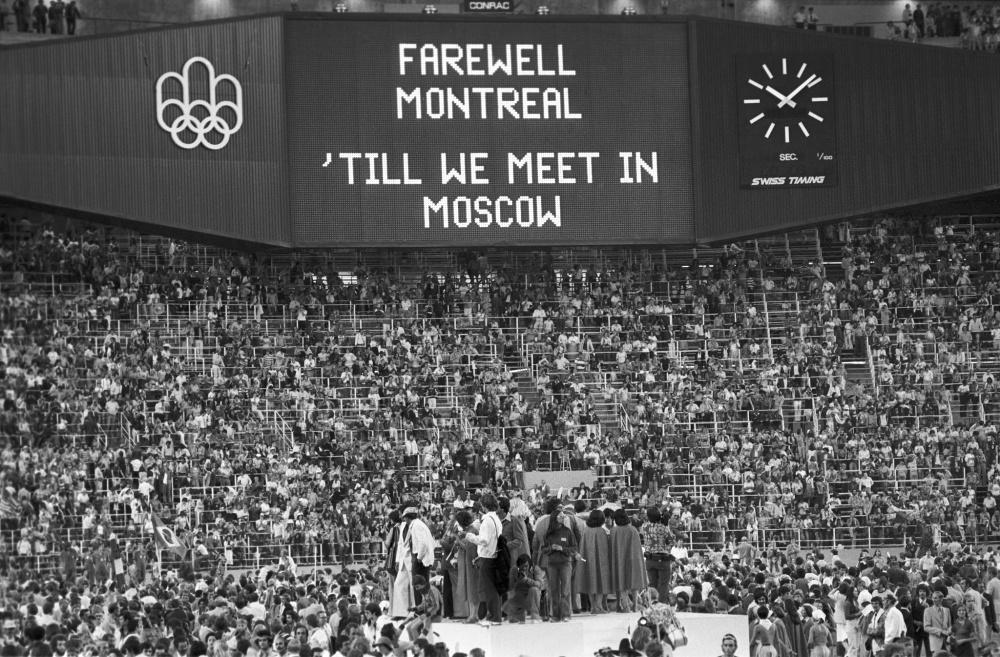 CONRAC
FAREWELL
MONTREAL
'TILL WE MEET IN
MOSCOW
SEC. 1/100
SWISS TIMING